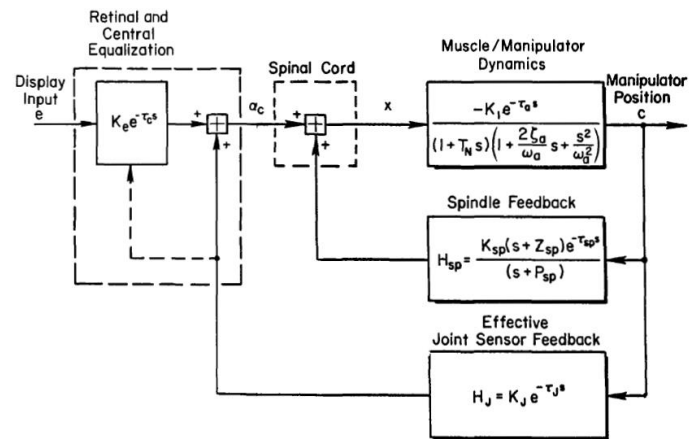 Retinal and
Central
Equalization
Display
Input
e
K_e e^{-τ_c s}
+
+
α_c
Spinal Cord
+
+
x
Muscle/Manipulator
Dynamics
-K_1 e^{-τ_a s}
(1 + T_N s)(1 + 2ζ_a/ω_a s + s²/ω_a²)
Manipulator
Position
c
Spindle Feedback
H_sp = K_sp(s + Z_sp)e^{-τ_sp s}
(s + P_sp)
Effective
Joint Sensor Feedback
H_J = K_J e^{-τ_J s}